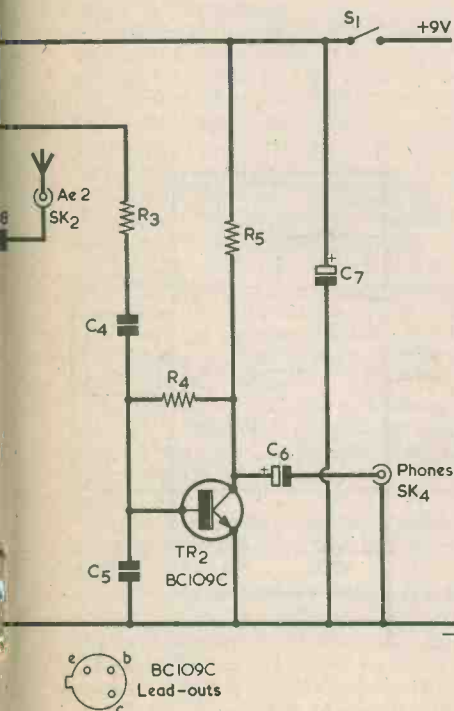 S1
+9V
Ae 2
SK2
8
R3
R5
C7
C4
R4
C6
+
+
Phones
SK4
TR2
BC109C
C5
e
b
c
BC109C
Lead-outs